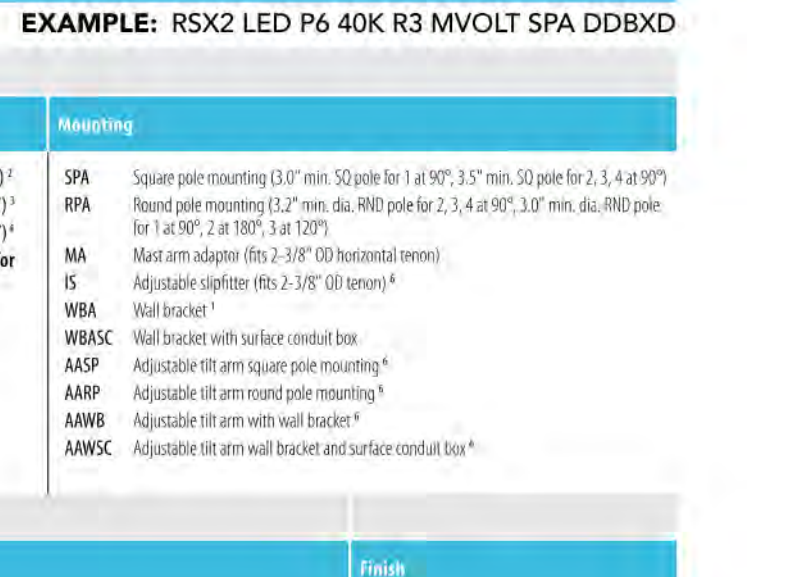 EXAMPLE: RSX2 LED P6 40K R3 MVOLT SPA DDBXD
Mounting
) 2
) 3
) 4
or
SPA Square pole mounting (3.0" min. SQ pole for 1 at 90°, 3.5" min. SQ pole for 2, 3, 4 at 90°)
RPA Round pole mounting (3.2" min. dia. RND pole for 2, 3, 4 at 90°, 3.0" min. dia. RND pole
for 1 at 90°, 2 at 180°, 3 at 120°)
MA Mast arm adaptor (fits 2-3/8" OD horizontal tenon)
IS Adjustable slipfitter (fits 2-3/8" OD tenon) 6
WBA Wall bracket 1
WBASC Wall bracket with surface conduit box
AASP Adjustable tilt arm square pole mounting 6
AARP Adjustable tilt arm round pole mounting 6
AAWB Adjustable tilt arm with wall bracket 6
AAWSC Adjustable tilt arm wall bracket and surface conduit box 6
Finish